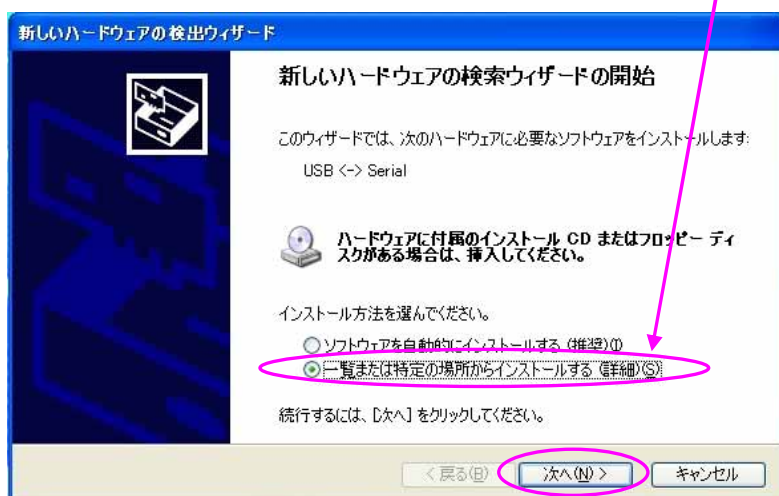 新しいハードウェアの検出ウィザード
新しいハードウェアの検索ウィザードの開始
このウィザードでは、次のハードウェアに必要なソフトウェアをインストールします:
USB <-> Serial
ハードウェアに付属のインストール CD またはフロッピー ディ
スクがある場合は、挿入してください。
インストール方法を選んでください。
ソフトウェアを自動的にインストールする (推奨)(I)
一覧または特定の場所からインストールする (詳細)(S)
続行するには、[次へ] をクリックしてください。
< 戻る(B)
次へ(N) >
キャンセル